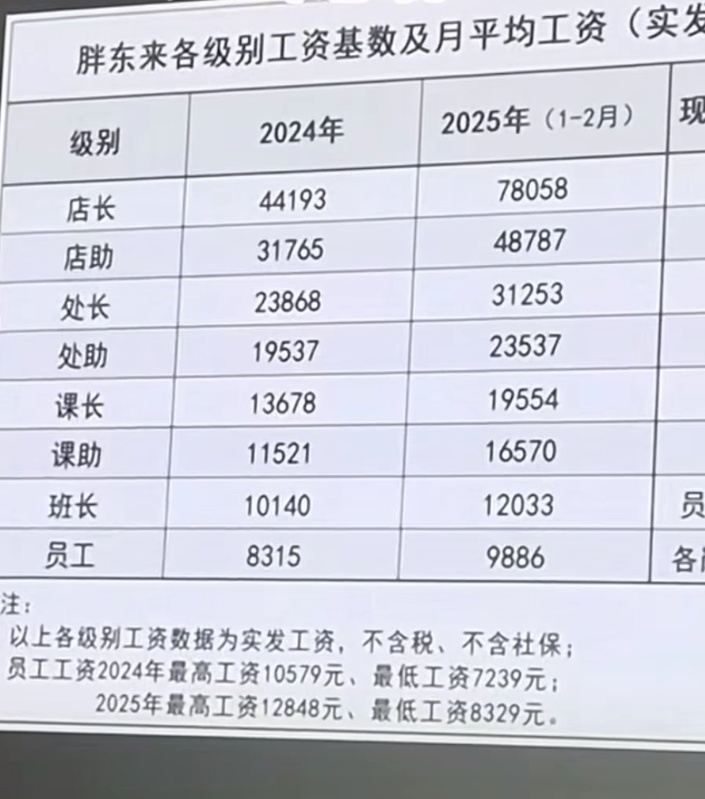 胖东来各级别工资基数及月平均工资（实发
级别 2024年 2025年（1-2月） 现
店长 44193 78058
店助 31765 48787
处长 23868 31253
处助 19537 23537
课长 13678 19554
课助 11521 16570
班长 10140 12033 员
员工 8315 9886 各
注：
以上各级别工资数据为实发工资，不含税、不含社保；
员工工资2024年最高工资10579元、最低工资7239元；
2025年最高工资12848元、最低工资8329元。